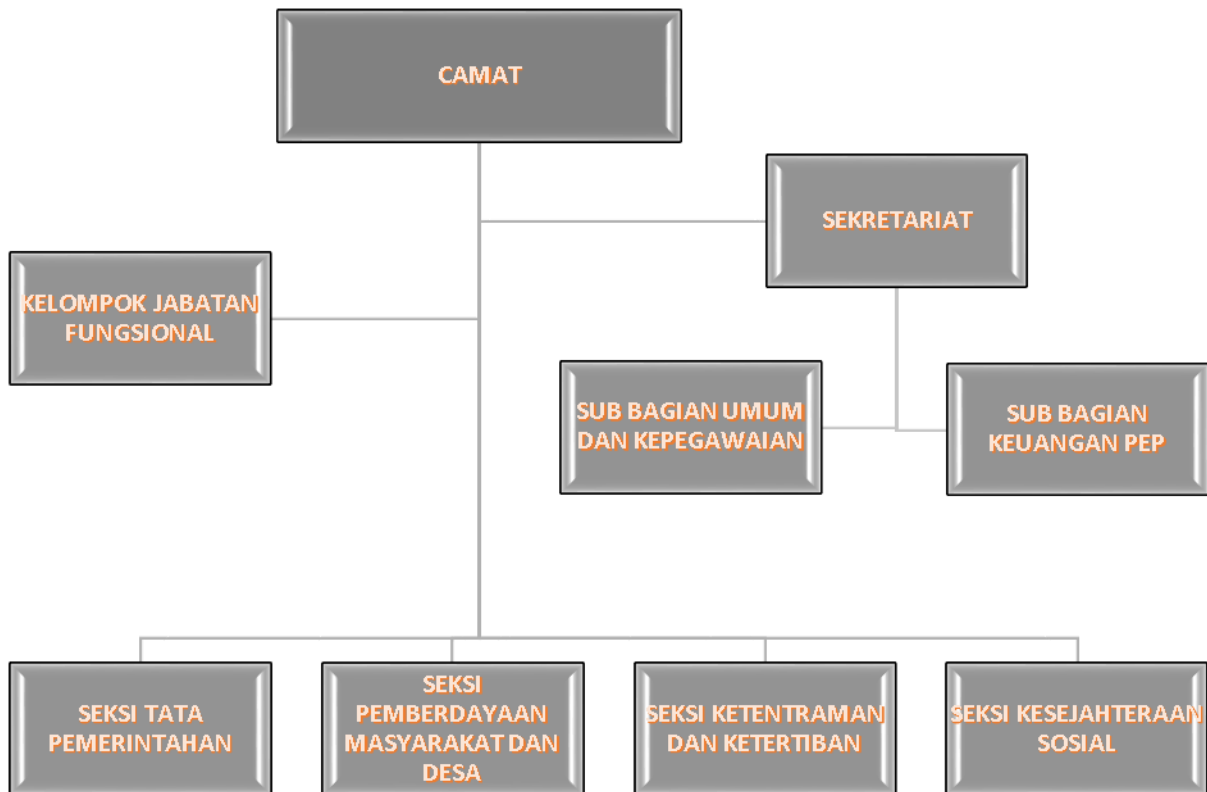 CAMAT
SEKRETARIAT
KELOMPOK JABATAN
FUNGSIONAL
SUB BAGIAN UMUM
DAN KEPEGAWAIAN
SUB BAGIAN
KEUANGAN PEP
SEKSI TATA
PEMERINTAHAN
SEKSI
PEMBERDAYAAN
MASYARAKAT DAN
DESA
SEKSI KETENTRAMAN
DAN KETERTIBAN
SEKSI KESEJAHTERAAN
SOSIAL